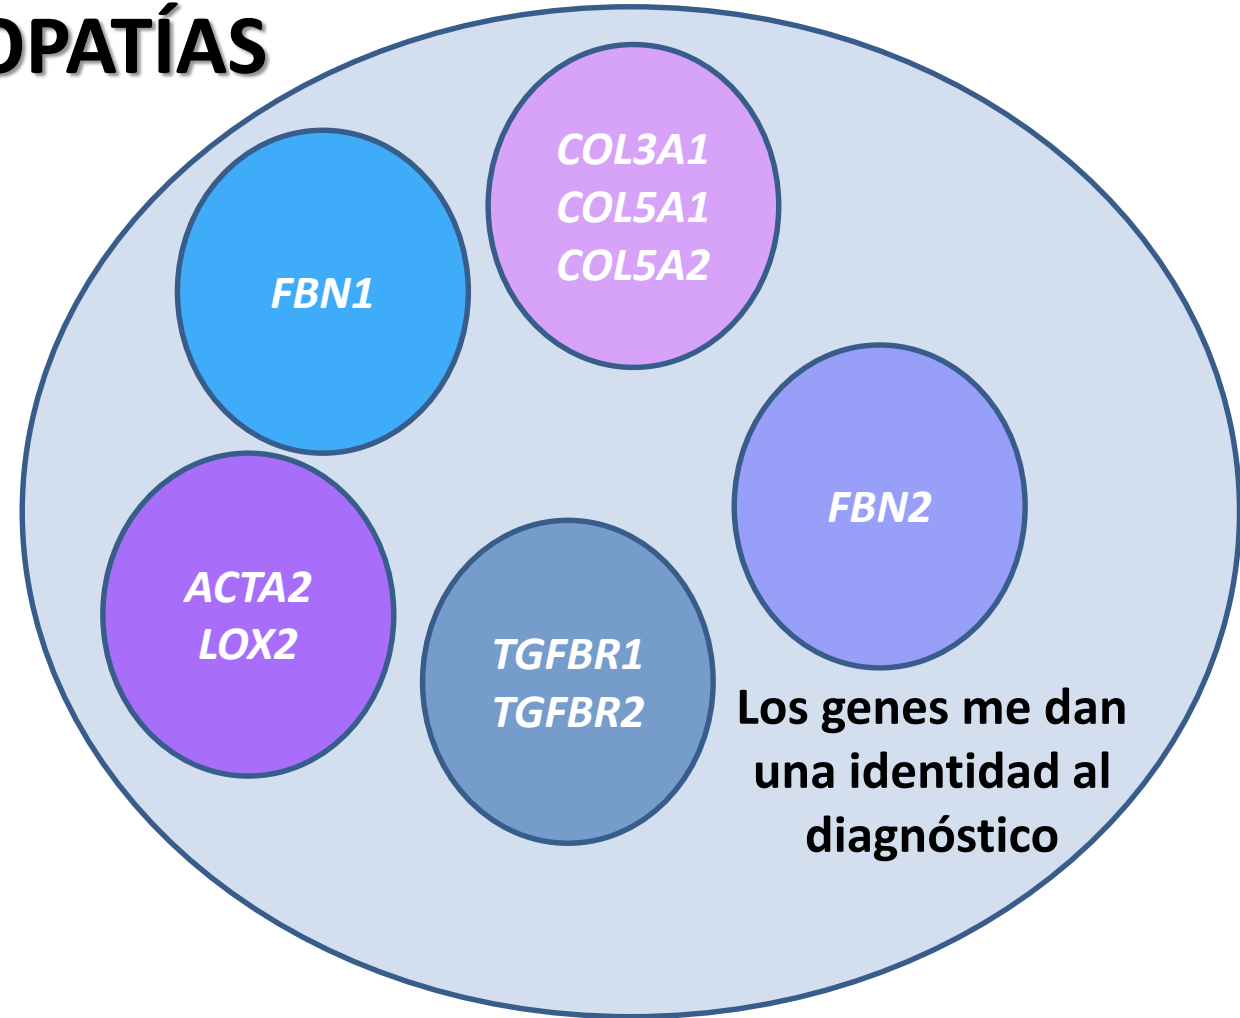 OPATÍAS
COL3A1
COL5A1
COL5A2
FBN1
FBN2
ACTA2
LOX2
TGFBR1
TGFBR2
Los genes me dan
una identidad al
diagnóstico